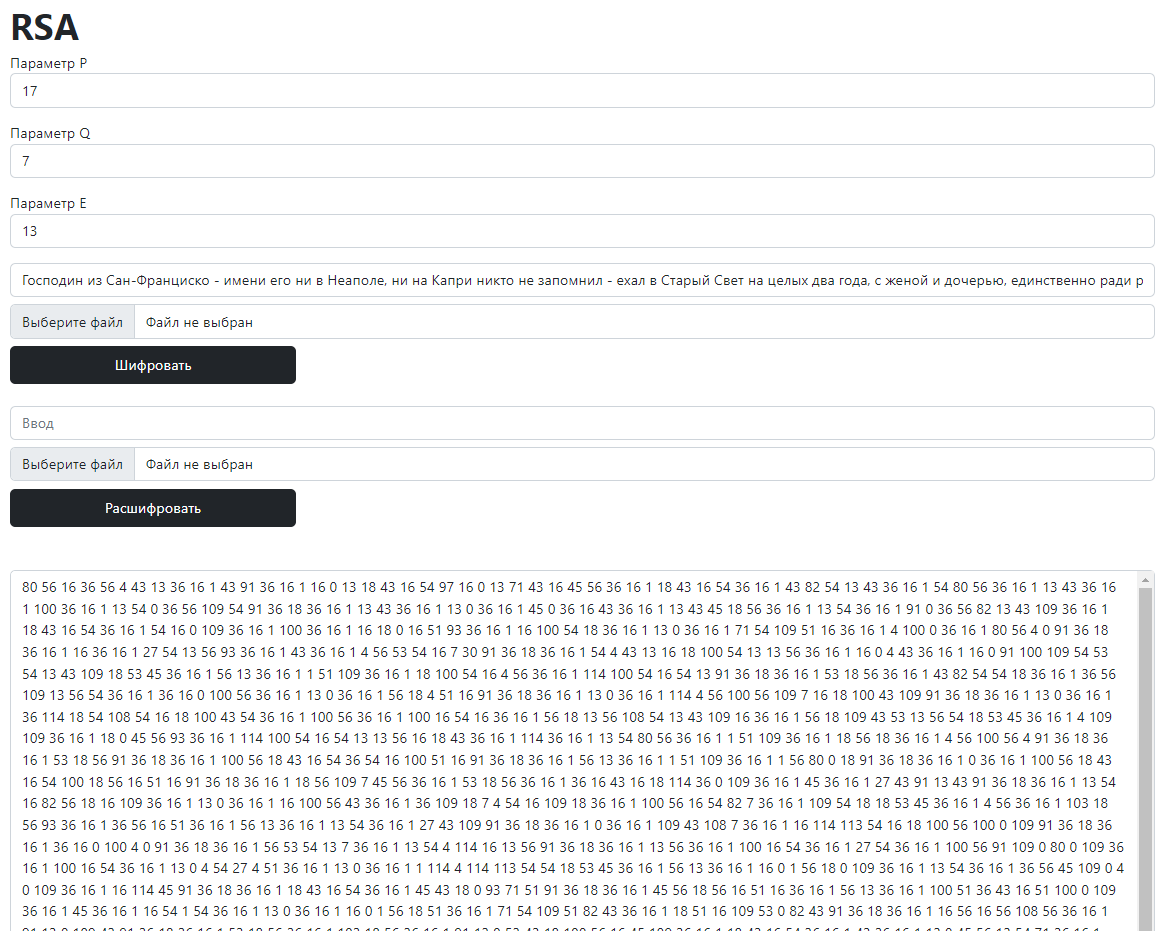 RSA
Параметр P
17
Параметр Q
7
Параметр E
13
Господин из Сан-Франциско - имени его ни в Неаполе, ни на Капри никто не запомнил - ехал в Старый Свет на целых два года, с женой и дочерью, единственно ради р
Выберите файл Файл не выбран
Шифровать
Ввод
Выберите файл Файл не выбран
Расшифровать
80 56 16 36 56 4 43 13 36 16 1 43 91 36 16 1 16 0 13 18 43 16 54 97 16 0 13 71 43 16 45 56 36 16 1 18 43 16 54 36 16 1 43 82 54 13 43 36 16 1 54 80 56 36 16 1 13 43 36 16
1 100 36 16 1 13 54 0 36 56 109 54 91 36 18 36 16 1 13 43 36 16 1 13 0 36 16 1 45 0 36 16 43 36 16 1 13 43 45 18 56 36 16 1 13 54 36 16 1 91 0 36 56 82 13 43 109 36 16 1
18 43 16 54 36 16 1 54 16 0 109 36 16 1 100 36 16 1 16 18 0 16 51 93 36 16 1 16 100 54 18 36 16 1 13 0 36 16 1 71 54 109 51 16 36 16 1 4 100 0 36 16 1 80 56 4 0 91 36 18
36 16 1 16 36 16 1 27 54 13 56 93 36 16 1 43 36 16 1 4 56 53 54 16 7 30 91 36 18 36 16 1 54 4 43 13 16 18 100 54 13 13 56 36 16 1 16 0 4 43 36 16 1 16 0 91 100 109 54 53
54 13 43 109 18 53 45 36 16 1 56 13 36 16 1 1 51 109 36 16 1 18 100 54 16 4 56 36 16 1 114 100 54 16 54 13 91 36 18 36 16 1 53 18 56 36 16 1 43 82 54 54 18 36 16 1 36 56
109 13 56 54 36 16 1 36 16 0 100 56 36 16 1 13 0 36 16 1 56 18 4 51 16 91 36 18 36 16 1 13 0 36 16 1 114 4 56 100 56 109 7 16 18 100 43 109 91 36 18 36 16 1 13 0 36 16 1
36 114 18 54 108 54 16 18 100 43 54 36 16 1 100 56 36 16 1 100 16 54 16 36 16 1 56 18 13 56 108 54 13 43 109 16 36 16 1 56 18 109 43 53 13 56 54 18 53 45 36 16 1 4 109
109 36 16 1 18 0 45 56 93 36 16 1 114 100 54 16 54 13 13 56 16 18 43 36 16 1 114 36 16 1 13 54 80 56 36 16 1 1 51 109 36 16 1 18 56 18 36 16 1 4 56 100 56 4 91 36 18 36
16 1 53 18 56 91 36 18 36 16 1 100 56 18 43 16 54 36 54 16 100 51 16 91 36 18 36 16 1 56 13 36 16 1 1 51 109 36 16 1 1 56 80 0 18 91 36 18 36 16 1 0 36 16 1 100 56 18 43
16 54 100 18 56 16 51 16 91 36 18 36 16 1 18 56 109 7 45 56 36 16 1 53 18 56 36 16 1 36 16 43 16 18 114 36 0 109 36 16 1 45 36 16 1 27 43 91 13 43 91 36 18 36 16 1 13 54
16 82 56 18 16 109 36 16 1 13 0 36 16 1 16 100 56 43 36 16 1 36 109 18 7 4 54 16 109 18 36 16 1 100 56 16 54 82 7 36 16 1 109 54 18 18 53 45 36 16 1 4 56 36 16 1 103 18
56 93 36 16 1 36 56 16 51 36 16 1 56 13 36 16 1 13 54 36 16 1 27 43 109 91 36 18 36 16 1 0 36 16 1 109 43 108 7 36 16 1 16 114 113 54 16 18 100 56 100 0 109 91 36 18 36
16 1 36 16 0 100 4 0 91 36 18 36 16 1 56 53 54 13 7 36 16 1 13 54 4 114 16 13 56 91 36 18 36 16 1 13 56 36 16 1 100 16 54 36 16 1 27 54 36 16 1 100 56 91 109 0 80 0 109 36
16 1 100 16 54 36 16 1 13 0 4 54 27 4 51 36 16 1 13 0 36 16 1 1 114 4 114 113 54 54 18 53 45 36 16 1 56 13 36 16 1 16 0 1 56 18 0 109 36 16 1 13 54 36 16 1 36 56 45 109 0 4
0 109 36 16 1 16 114 45 91 36 18 36 16 1 18 43 16 54 36 16 1 45 43 18 0 93 71 51 91 36 18 36 16 1 45 56 18 56 16 51 16 36 16 1 56 13 36 16 1 100 51 36 43 16 51 100 0 109
36 16 1 45 36 16 1 16 54 1 54 36 16 1 13 0 36 16 1 16 0 1 56 18 51 36 16 1 71 54 109 51 82 43 36 16 1 18 51 16 109 53 0 82 43 91 36 18 36 16 1 16 56 16 56 108 56 36 16 1